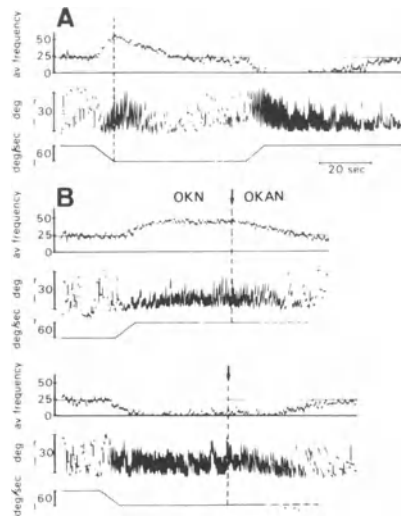 A
av frequency
50
25
0
deg
30
deg/sec
60
20 sec
B
OKN
OKAN
av frequency
50
25
0
deg
30
deg/sec
60
av frequency
50
25
0
deg
30
deg/sec
60